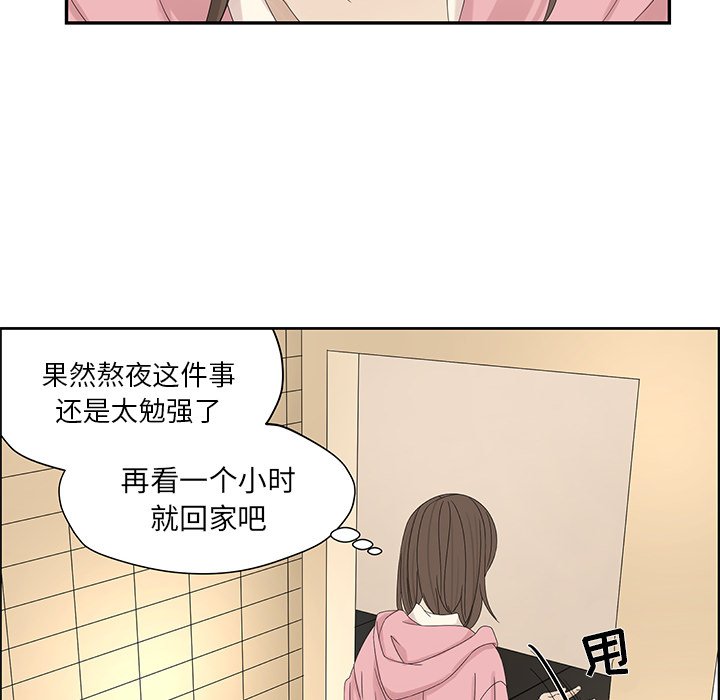 果然熬夜这件事
还是太勉强了
再看一个小时
就回家吧
甩